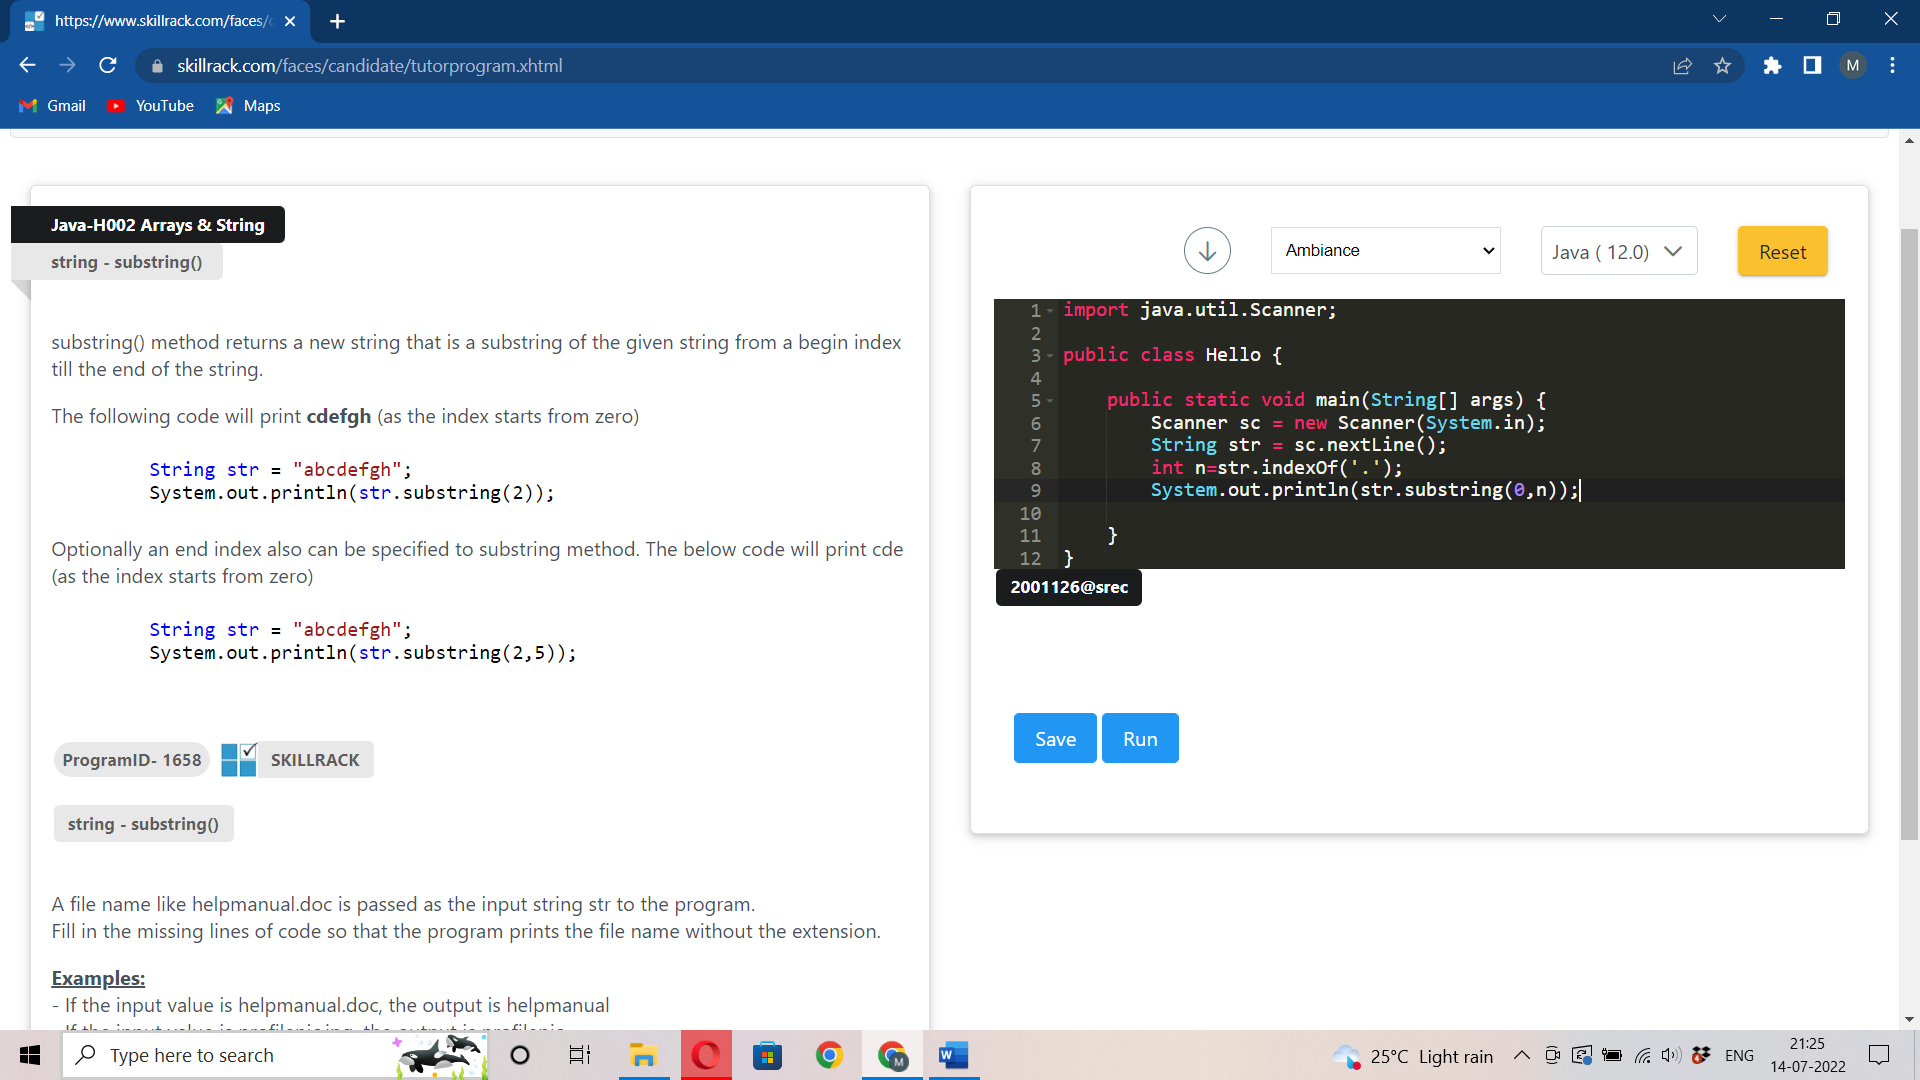 https://www.skillrack.com/faces/c
skillrack.com/faces/candidate/tutorprogram.xhtml
M
Gmail
YouTube
Maps
Java-H002 Arrays & String
string - substring()
substring() method returns a new string that is a substring of the given string from a begin index
till the end of the string.
The following code will print cdefgh (as the index starts from zero)
String str = "abcdefgh";
System.out.println(str.substring(2));
Optionally an end index also can be specified to substring method. The below code will print cde
(as the index starts from zero)
String str = "abcdefgh";
System.out.println(str.substring(2,5));
ProgramID- 1658
SKILLRACK
string - substring()
A file name like helpmanual.doc is passed as the input string str to the program.
Fill in the missing lines of code so that the program prints the file name without the extension.
Examples:
- If the input value is helpmanual.doc, the output is helpmanual
- If the input value is profilepic.jpg, the output is profilepic
Ambiance
Java ( 12.0)
Reset
1 import java.util.Scanner;
2
3 public class Hello {
4
5 public static void main(String[] args) {
6 Scanner sc = new Scanner(System.in);
7 String str = sc.nextLine();
8 int n=str.indexOf('.');
9 System.out.println(str.substring(0,n));
10
11 }
12 }
2001126@srec
Save
Run
Type here to search
M
W
25°C Light rain
ENG
21:25
14-07-2022